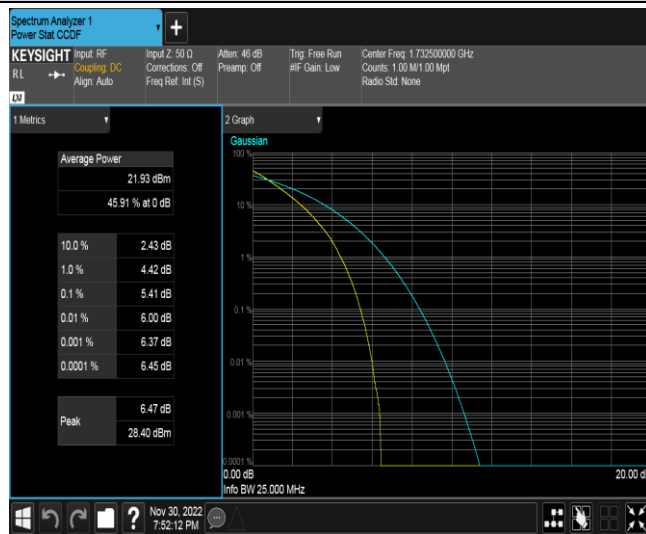 Spectrum Analyzer 1
Power Stat CCDF
+
KEYSIGHT
RL
LXI
Input: RF
Coupling: DC
Align: Auto
Input Z: 50 Ω
Corrections: Off
Freq Ref: Int (S)
Atten: 46 dB
Preamp: Off
Trig: Free Run
#IF Gain: Low
Center Freq: 1.732500000 GHz
Counts: 1.00 M/1.00 Mpt
Radio Std: None
1 Metrics
Average Power
21.93 dBm
45.91 % at 0 dB
10.0 % 2.43 dB
1.0 % 4.42 dB
0.1 % 5.41 dB
0.01 % 6.00 dB
0.001 % 6.37 dB
0.0001 % 6.45 dB
Peak
6.47 dB
28.40 dBm
2 Graph
Gaussian
100 %
10 %
1 %
0.1 %
0.01 %
0.001 %
0.0001 %
0.00 dB
20.00 d
Info BW 25.000 MHz
?
Nov 30, 2022
7:52:12 PM